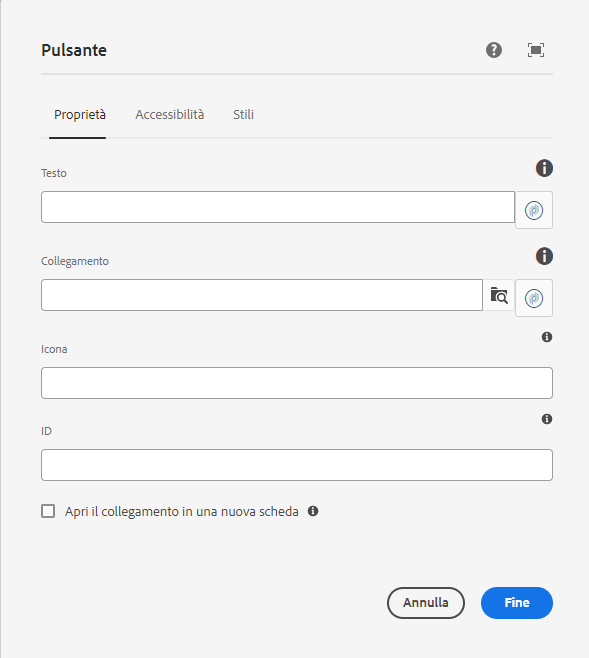 Pulsante
Proprietà Accessibilità Stili
Testo
Collegamento
Icona
ID
Apri il collegamento in una nuova scheda
Annulla Fine